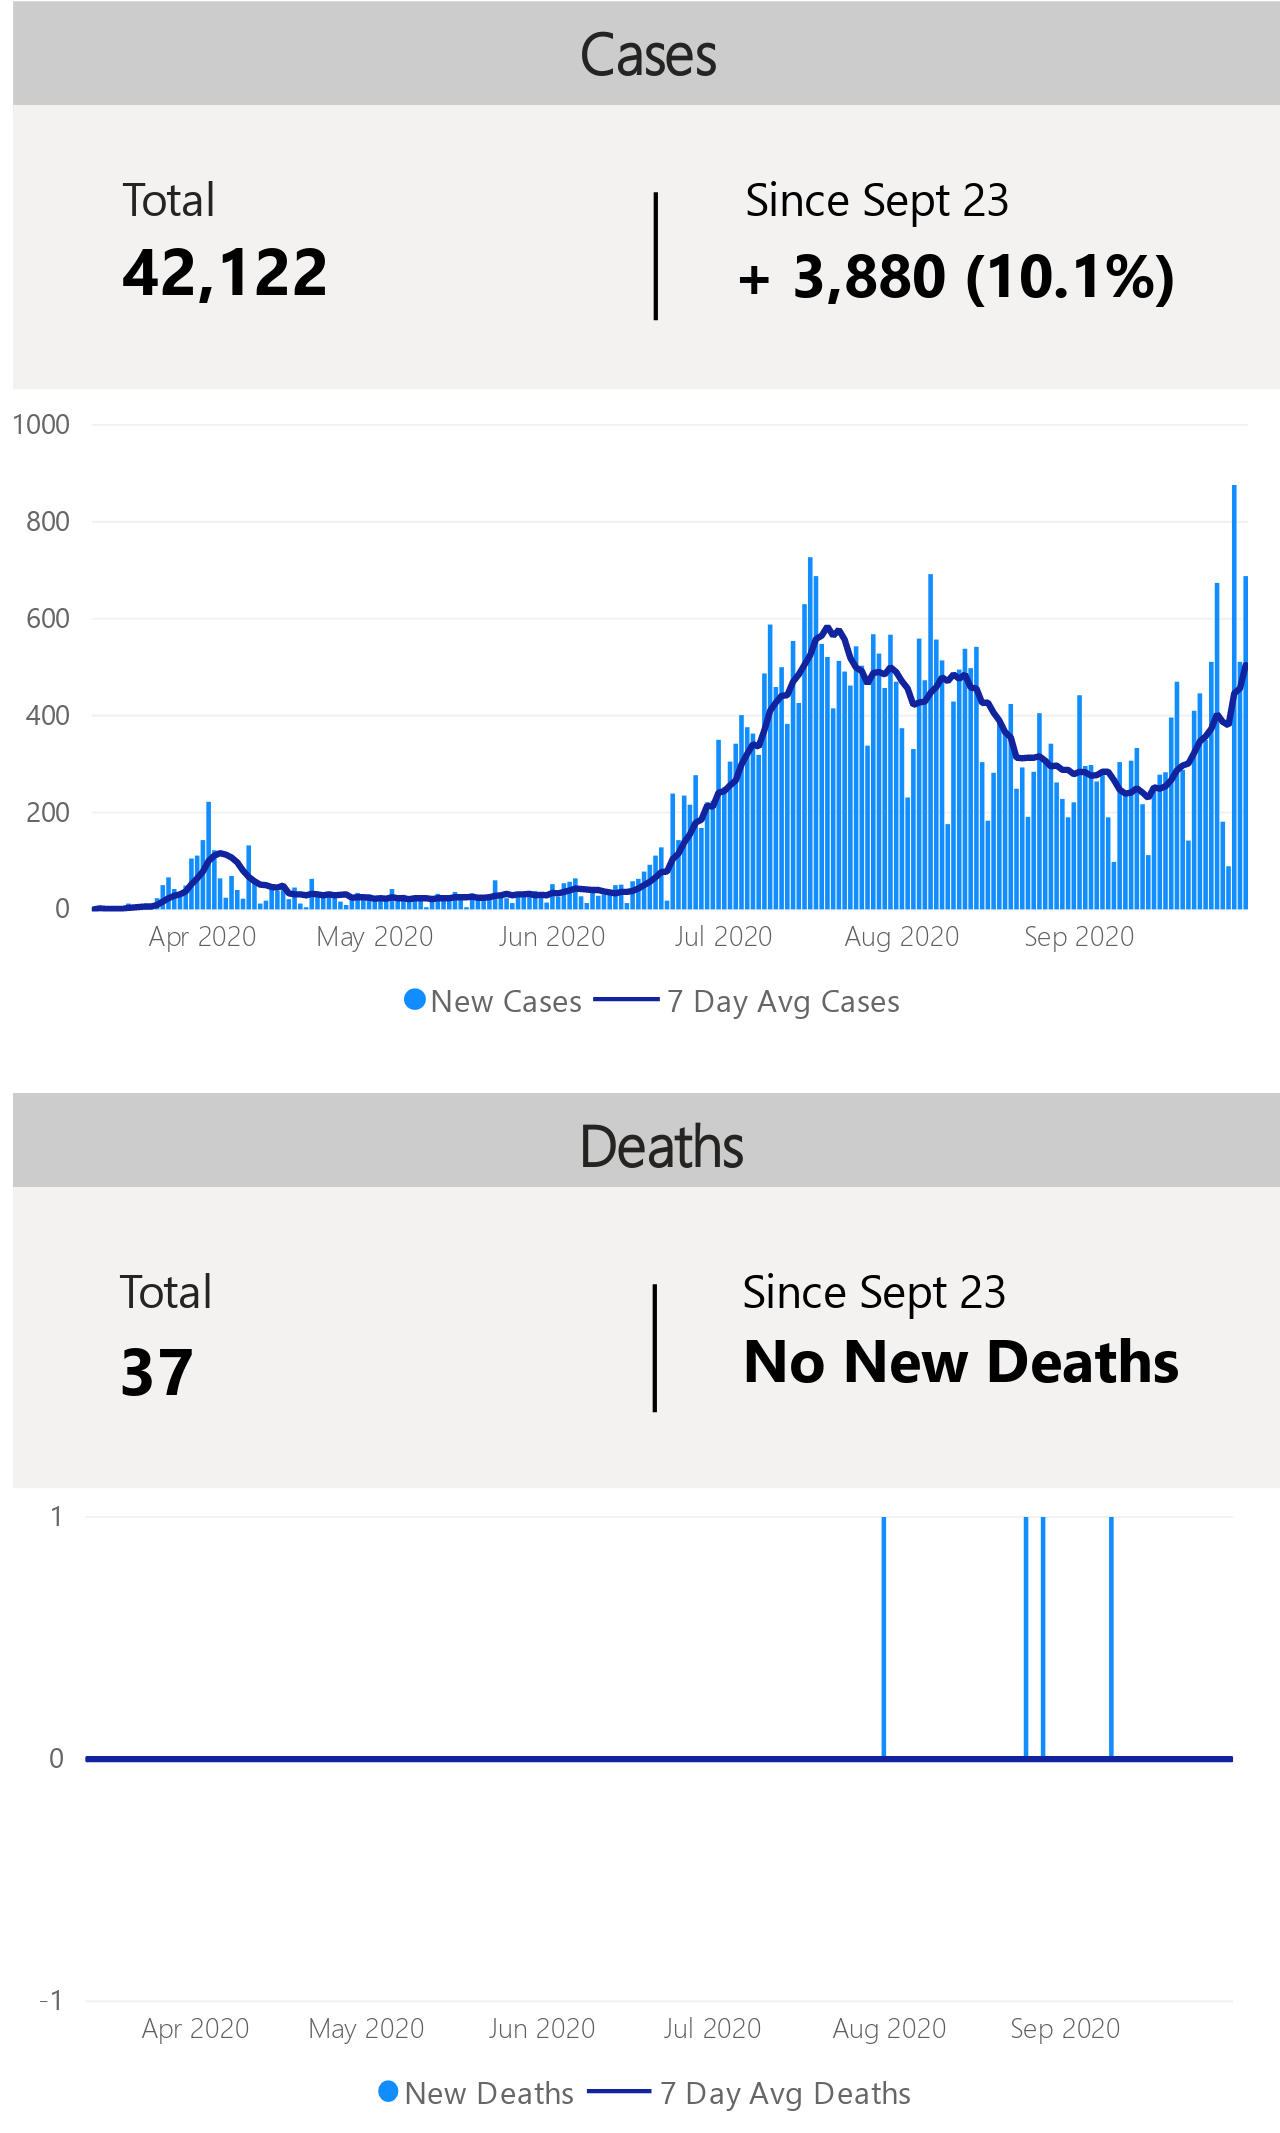 Cases
Total
42,122
Since Sept 23
+ 3,880 (10.1%)
1000
800
600
400
200
0
Apr 2020 May 2020 Jun 2020 Jul 2020 Aug 2020 Sep 2020
New Cases 7 Day Avg Cases
Deaths
Total
37
Since Sept 23
No New Deaths
1
0
-1
Apr 2020 May 2020 Jun 2020 Jul 2020 Aug 2020 Sep 2020
New Deaths 7 Day Avg Deaths